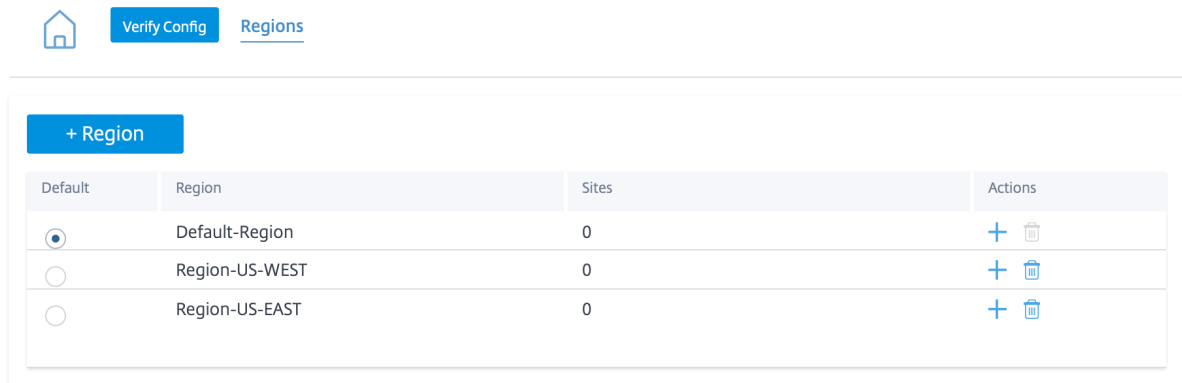 Verify Config Regions
+ Region
Default Region Sites Actions
Default-Region 0
Region-US-WEST 0
Region-US-EAST 0